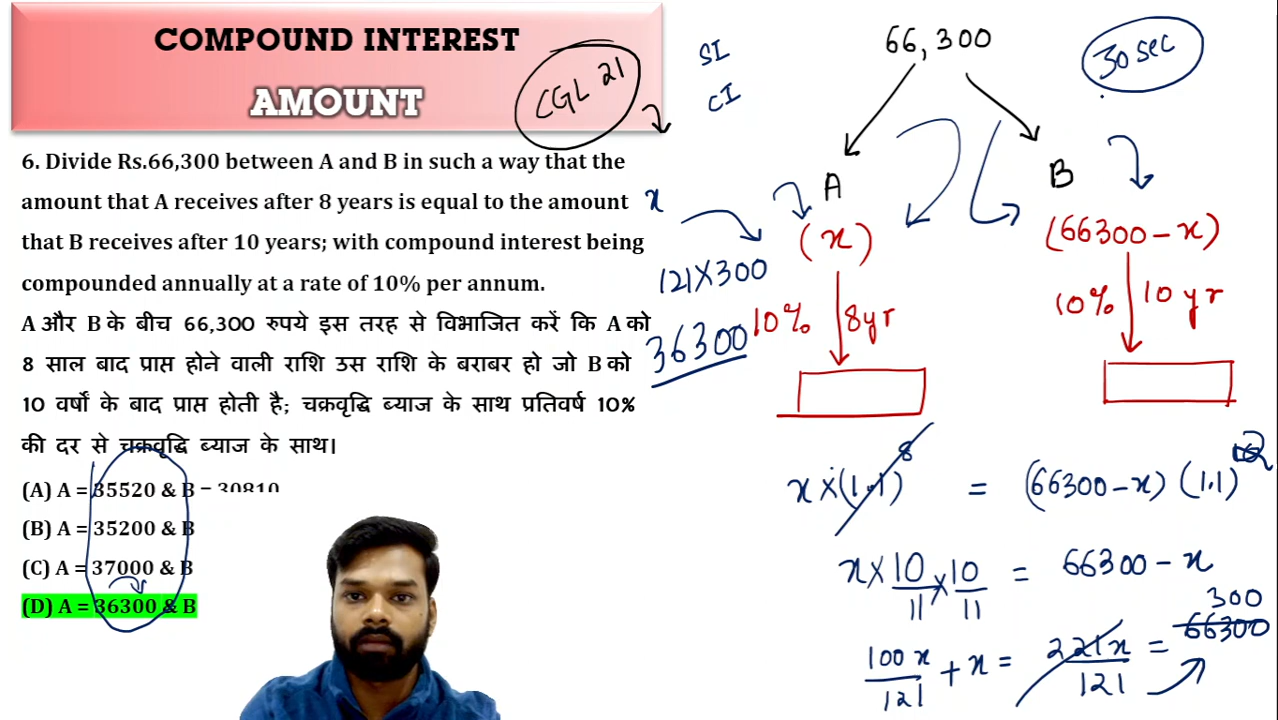 COMPOUND INTEREST
AMOUNT
CGL 21
6. Divide Rs.66,300 between A and B in such a way that the
amount that A receives after 8 years is equal to the amount
that B receives after 10 years; with compound interest being
compounded annually at a rate of 10% per annum.
A और B के बीच 66,300 रुपये इस तरह से विभाजित करें कि A को
8 साल बाद प्राप्त होने वाली राशि उस राशि के बराबर हो जो B को
10 वर्षों के बाद प्राप्त होती है; चक्रवृद्धि ब्याज के साथ प्रतिवर्ष 10%
की दर से चक्रवृद्धि ब्याज के साथ।
(A) A = 35520 & B = 30810
(B) A = 35200 & B
(C) A = 37000 & B
(D) A = 36300 & B
SI
CI
x
121X300
36300
66,300
30 sec
A
B
(x)
(66300-x)
10% 8yr
10% 10 yr
x×(1.1)^8 = (66300-x) (1.1)
x × 10/11 × 10/11 = 66300-x
300
100x/121 + x = 221x/121 = 66300